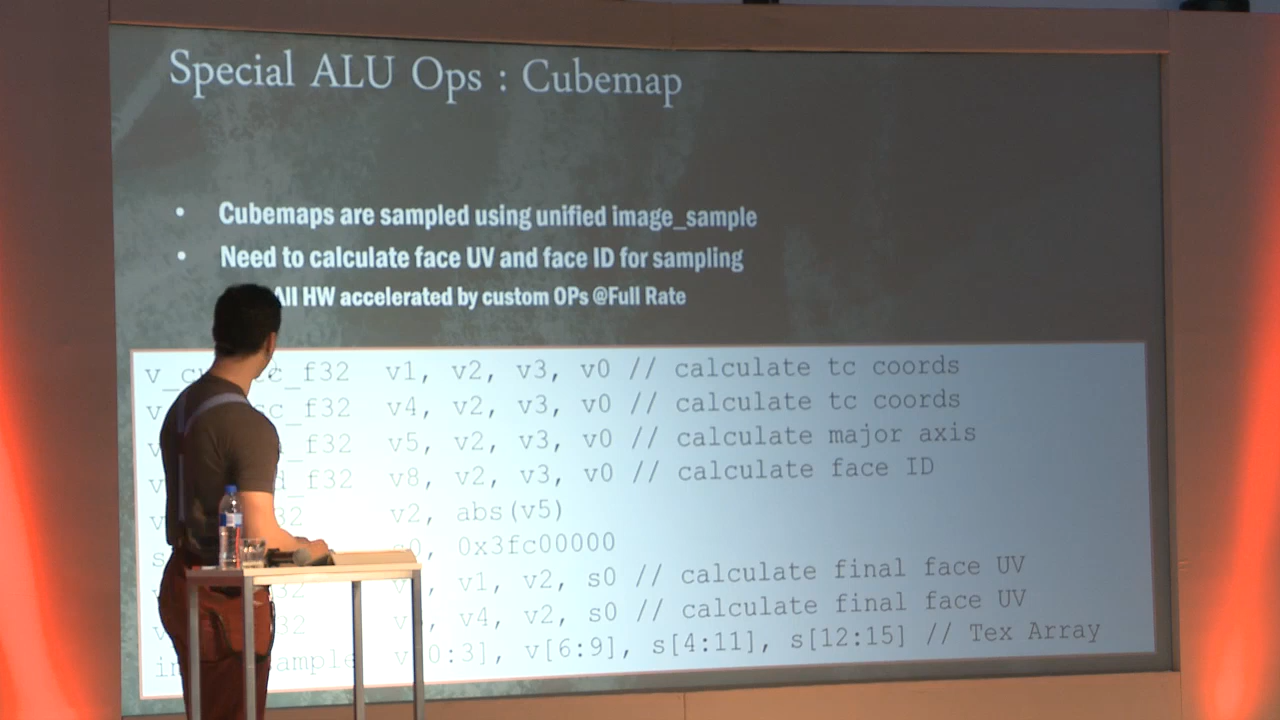 Special ALU Ops : Cubemap
• Cubemaps are sampled using unified image_sample
• Need to calculate face UV and face ID for sampling
All HW accelerated by custom OPs @Full Rate
v1, v2, v3, v0 // calculate tc coords
v4, v2, v3, v0 // calculate tc coords
v5, v2, v3, v0 // calculate major axis
v8, v2, v3, v0 // calculate face ID
v2, abs(v5)
s0, 0x3fc00000
v1, v2, s0 // calculate final face UV
v4, v2, s0 // calculate final face UV
v[6:9], s[4:11], s[12:15] // Tex Array